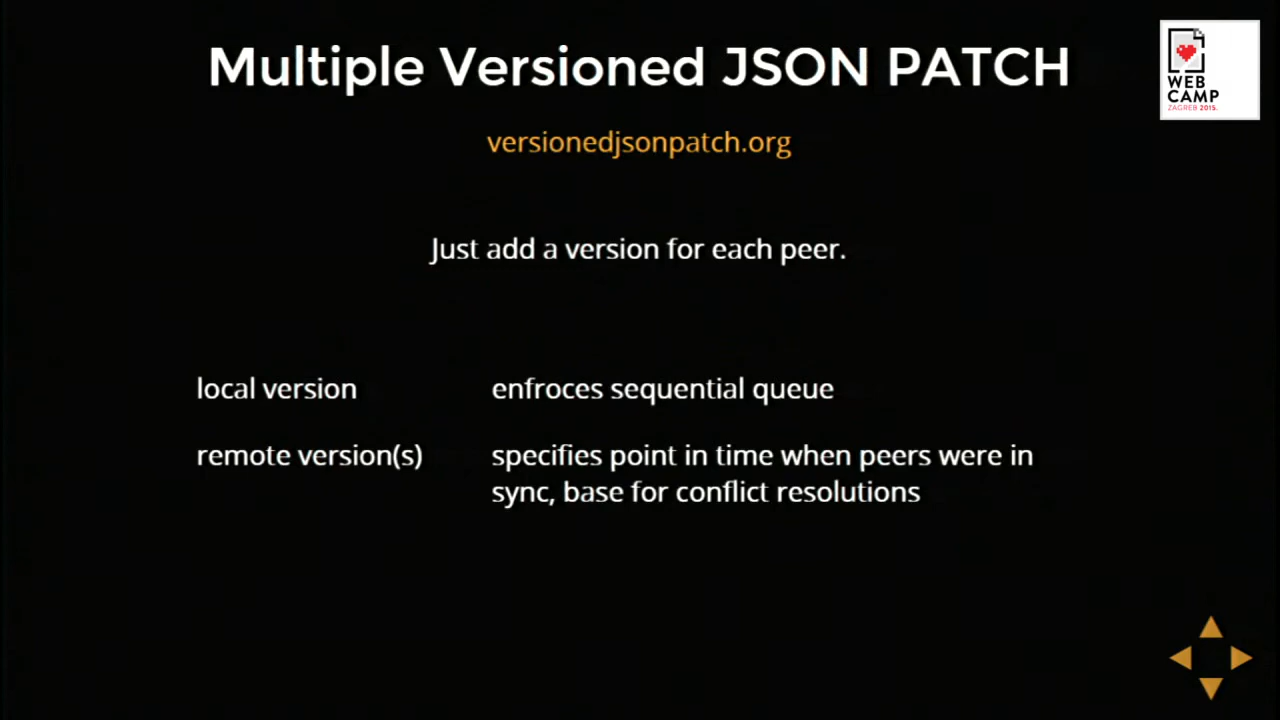 Multiple Versioned JSON PATCH
WEB
CAMP
ZAGREB 2015.
versionedjsonpatch.org
Just add a version for each peer.
local version enfroces sequential queue
remote version(s) specifies point in time when peers were in
sync, base for conflict resolutions